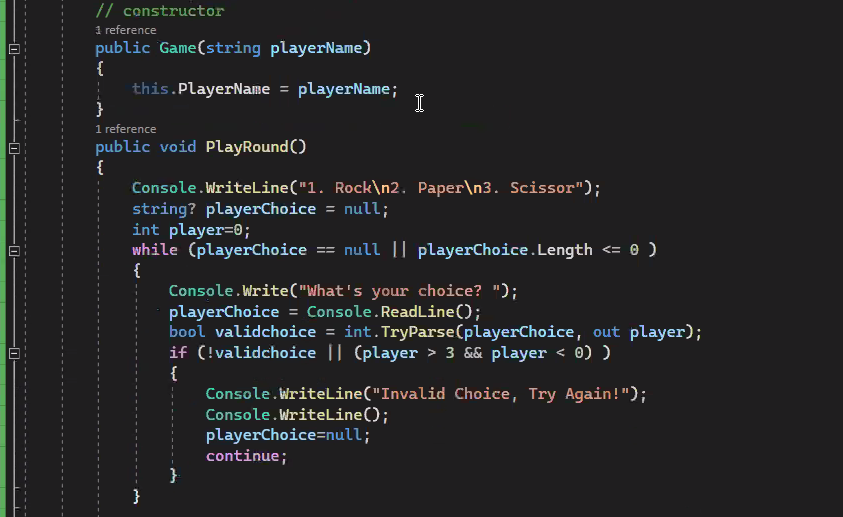 // constructor
1 reference
public Game(string playerName)
{
this.PlayerName = playerName;
}
1 reference
public void PlayRound()
{
Console.WriteLine("1. Rock\n2. Paper\n3. Scissor");
string? playerChoice = null;
int player=0;
while (playerChoice == null || playerChoice.Length <= 0 )
{
Console.Write("What's your choice? ");
playerChoice = Console.ReadLine();
bool validchoice = int.TryParse(playerChoice, out player);
if (!validchoice || (player > 3 && player < 0) )
{
Console.WriteLine("Invalid Choice, Try Again!");
Console.WriteLine();
playerChoice=null;
continue;
}
}